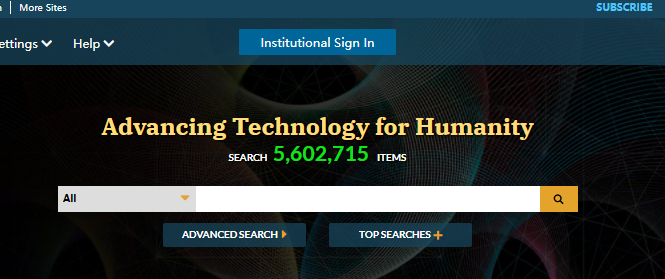 More Sites
SUBSCRIBE
ettings
Help
Institutional Sign In
Advancing Technology for Humanity
SEARCH 5,602,715 ITEMS
All
ADVANCED SEARCH
TOP SEARCHES